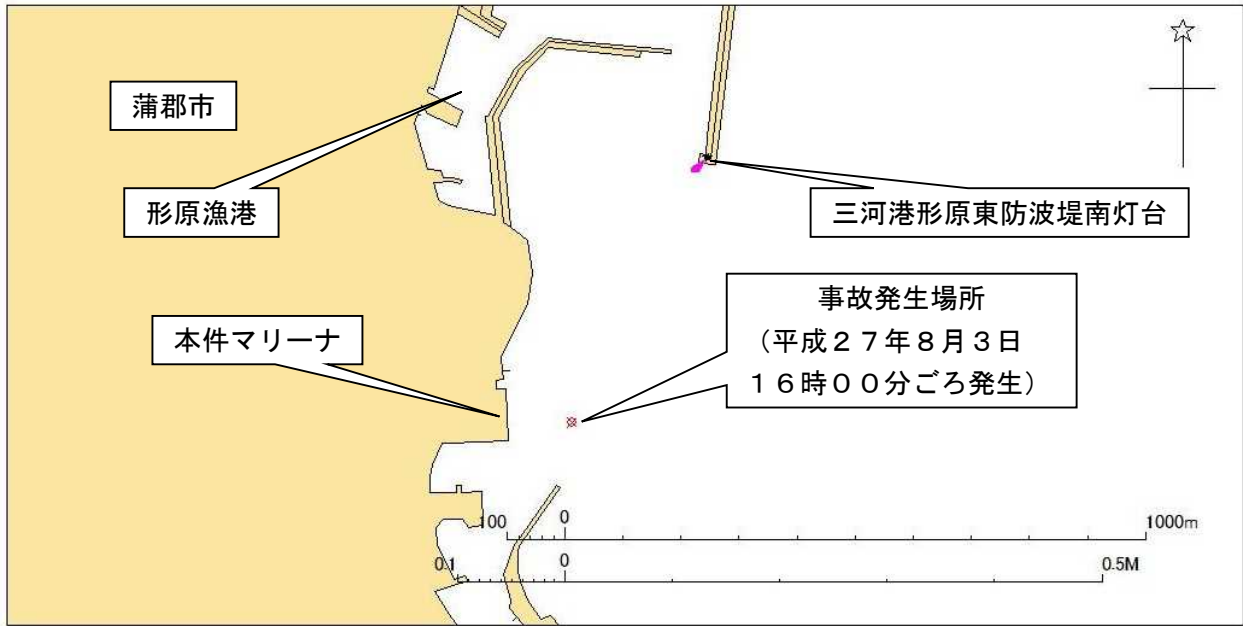 蒲郡市
形原漁港
三河港形原東防波堤南灯台
事故発生場所
(平成27年8月3日
16時00分ごろ発生)
本件マリーナ
100 0 1000m
0.1 0 0.5M